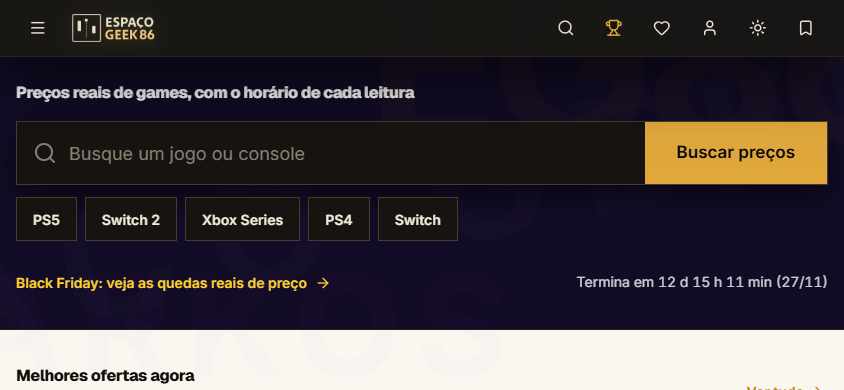 ESPAÇO
GEEK 86
Preços reais de games, com o horário de cada leitura
Busque um jogo ou console
Buscar preços
PS5
Switch 2
Xbox Series
PS4
Switch
Black Friday: veja as quedas reais de preço →
Termina em 12 d 15 h 11 min (27/11)
Melhores ofertas agora